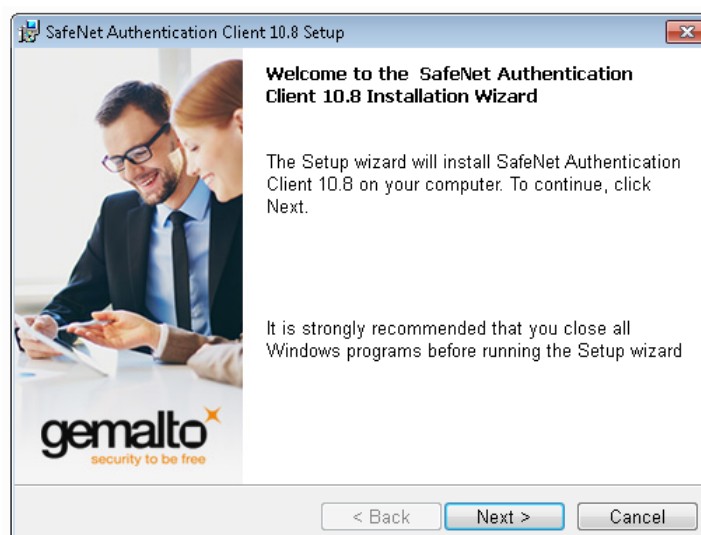 SafeNet Authentication Client 10.8 Setup
Welcome to the SafeNet Authentication
Client 10.8 Installation Wizard
The Setup wizard will install SafeNet Authentication
Client 10.8 on your computer. To continue, click
Next.
It is strongly recommended that you close all
Windows programs before running the Setup wizard
gemalto
security to be free
< Back
Next >
Cancel